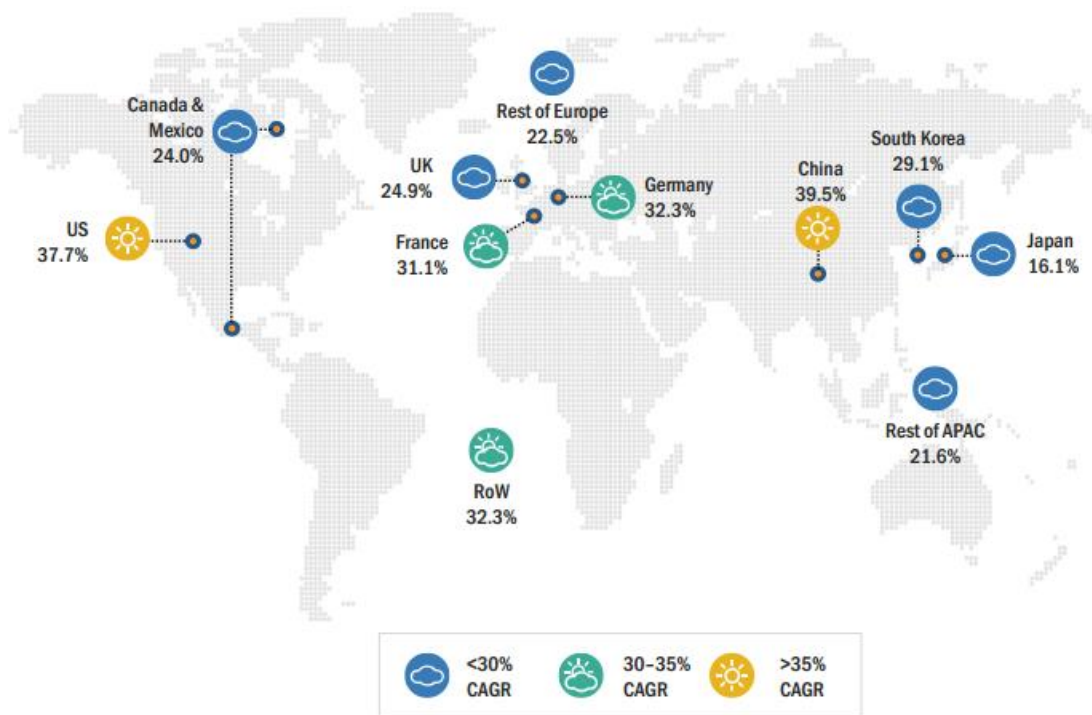 Canada &
Mexico
24.0%
US
37.7%
Rest of Europe
22.5%
UK
24.9%
France
31.1%
Germany
32.3%
China
39.5%
South Korea
29.1%
Japan
16.1%
Rest of APAC
21.6%
RoW
32.3%
<30%
CAGR
30–35%
CAGR
>35%
CAGR